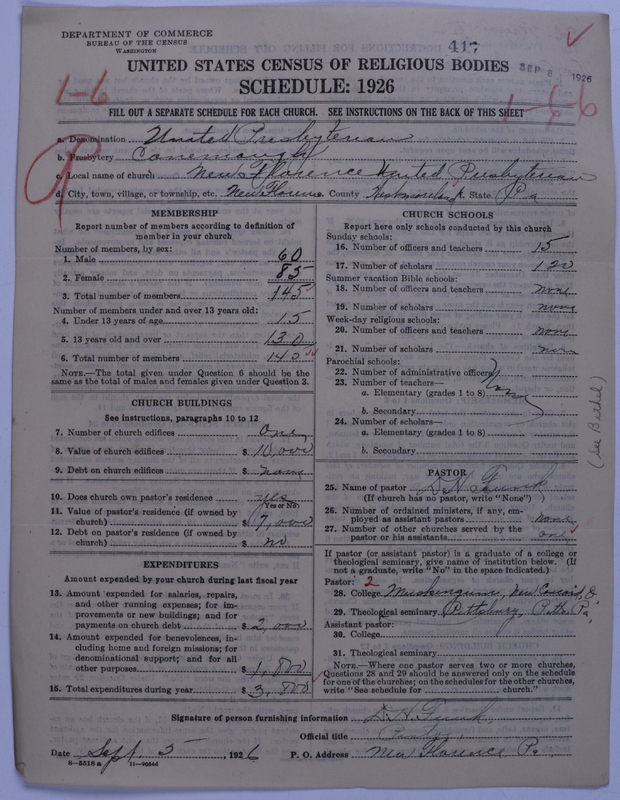 DEPARTMENT OF COMMERCE
BUREAU OF THE CENSUS
WASHINGTON
417
SEP 8 1926
UNITED STATES CENSUS OF RELIGIOUS BODIES
SCHEDULE: 1926
1-6
1-6
FILL OUT A SEPARATE SCHEDULE FOR EACH CHURCH. SEE INSTRUCTIONS ON THE BACK OF THIS SHEET
a. Denomination United Presbyterian
b. Presbytery Conemaugh
c. Local name of church New Florence United Presbyterian
d. City, town, village, or township, etc. New Florence County Westmoreland State Pa
MEMBERSHIP
Report number of members according to definition of member in your church
Number of members, by sex:
1. Male 60
2. Female 85
3. Total number of members 145
Number of members under and over 13 years old:
4. Under 13 years of age 15
5. 13 years old and over 130
6. Total number of members 145
NOTE.—The total given under Question 6 should be the same as the total of males and females given under Question 3.
CHURCH BUILDINGS
See instructions, paragraphs 10 to 12
7. Number of church edifices One
8. Value of church edifices $ 10,000
9. Debt on church edifices $ none
10. Does church own pastor's residence yes
(Yes or No)
11. Value of pastor's residence (if owned by church) $ 7,000
12. Debt on pastor's residence (if owned by church) $ no
EXPENDITURES
Amount expended by your church during last fiscal year
13. Amount expended for salaries, repairs, and other running expenses; for improvements or new buildings; and for payments on church debt $ 2,000
14. Amount expended for benevolences, including home and foreign missions; for denominational support; and for all other purposes $ 1,800
15. Total expenditures during year $ 3,800
CHURCH SCHOOLS
Report here only schools conducted by this church
Sunday schools:
16. Number of officers and teachers 15
17. Number of scholars 120
Summer vacation Bible schools:
18. Number of officers and teachers none
19. Number of scholars none
Week-day religious schools:
20. Number of officers and teachers none
21. Number of scholars none
Parochial schools:
22. Number of administrative officers
23. Number of teachers—
a. Elementary (grades 1 to 8) None
b. Secondary
24. Number of scholars—
a. Elementary (grades 1 to 8)
b. Secondary
(See Bethel)
PASTOR
25. Name of pastor D. H. Funk
(If church has no pastor, write "None")
26. Number of ordained ministers, if any, employed as assistant pastors none
27. Number of other churches served by the pastor or his assistants one
If pastor (or assistant pastor) is a graduate of a college or theological seminary, give name of institution below. (If not a graduate, write "No" in the space indicated.)
Pastor: 2
28. College Muskingum, New Concord, O.
29. Theological seminary Pittsburg, Pitts. Pa.
Assistant pastor:
30. College
31. Theological seminary
NOTE.—Where one pastor serves two or more churches, Questions 28 and 29 should be answered only on the schedule for one of the churches; on the schedules for the other churches, write "See schedule for church."
Signature of person furnishing information D. H. Funk
Official title Pastor
Date Sept. 3 1926 P. O. Address New Florence Pa.
8-5518 a